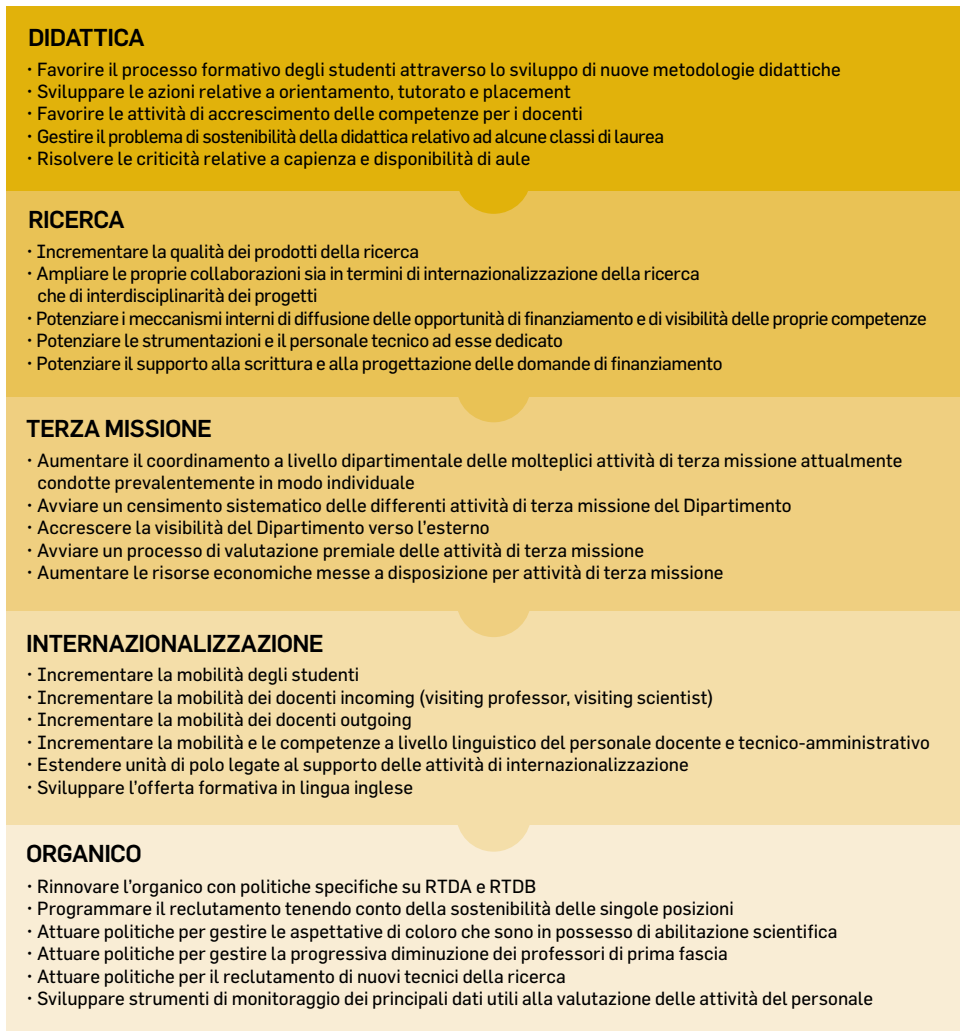 DIDATTICA
· Favorire il processo formativo degli studenti attraverso lo sviluppo di nuove metodologie didattiche
· Sviluppare le azioni relative a orientamento, tutorato e placement
· Favorire le attività di accrescimento delle competenze per i docenti
· Gestire il problema di sostenibilità della didattica relativo ad alcune classi di laurea
· Risolvere le criticità relative a capienza e disponibilità di aule
RICERCA
· Incrementare la qualità dei prodotti della ricerca
· Ampliare le proprie collaborazioni sia in termini di internazionalizzazione della ricerca
che di interdisciplinarità dei progetti
· Potenziare i meccanismi interni di diffusione delle opportunità di finanziamento e di visibilità delle proprie competenze
· Potenziare le strumentazioni e il personale tecnico ad esse dedicato
· Potenziare il supporto alla scrittura e alla progettazione delle domande di finanziamento
TERZA MISSIONE
· Aumentare il coordinamento a livello dipartimentale delle molteplici attività di terza missione attualmente
condotte prevalentemente in modo individuale
· Avviare un censimento sistematico delle differenti attività di terza missione del Dipartimento
· Accrescere la visibilità del Dipartimento verso l'esterno
· Avviare un processo di valutazione premiale delle attività di terza missione
· Aumentare le risorse economiche messe a disposizione per attività di terza missione
INTERNAZIONALIZZAZIONE
· Incrementare la mobilità degli studenti
· Incrementare la mobilità dei docenti incoming (visiting professor, visiting scientist)
· Incrementare la mobilità dei docenti outgoing
· Incrementare la mobilità e le competenze a livello linguistico del personale docente e tecnico-amministrativo
· Estendere unità di polo legate al supporto delle attività di internazionalizzazione
· Sviluppare l'offerta formativa in lingua inglese
ORGANICO
· Rinnovare l'organico con politiche specifiche su RTDA e RTDB
· Programmare il reclutamento tenendo conto della sostenibilità delle singole posizioni
· Attuare politiche per gestire le aspettative di coloro che sono in possesso di abilitazione scientifica
· Attuare politiche per gestire la progressiva diminuzione dei professori di prima fascia
· Attuare politiche per il reclutamento di nuovi tecnici della ricerca
· Sviluppare strumenti di monitoraggio dei principali dati utili alla valutazione delle attività del personale